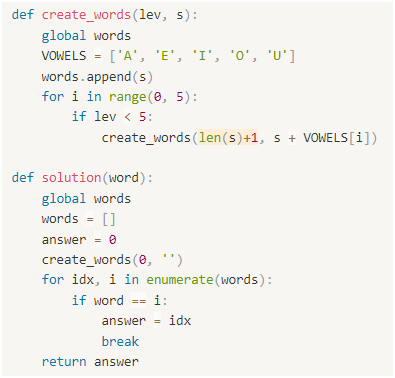 def create_words(lev, s):
    global words
    VOWELS = ['A', 'E', 'I', 'O', 'U']
    words.append(s)
    for i in range(0, 5):
        if lev < 5:
            create_words(len(s)+1, s + VOWELS[i])

def solution(word):
    global words
    words = []
    answer = 0
    create_words(0, '')
    for idx, i in enumerate(words):
        if word == i:
            answer = idx
            break
    return answer